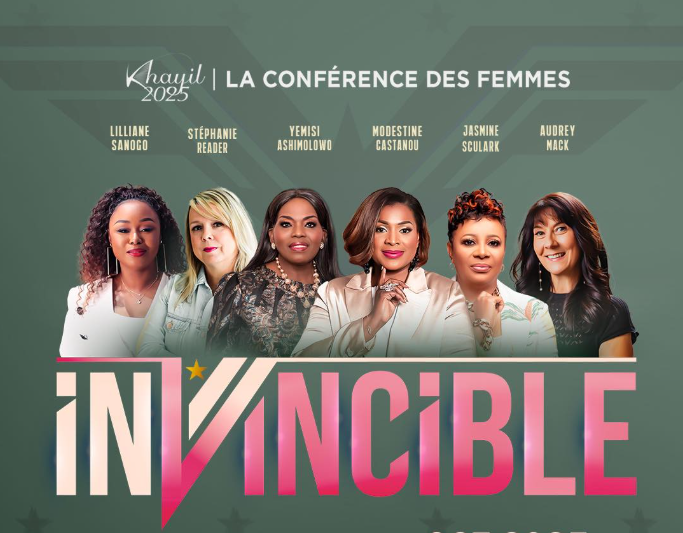 Khayil 2025 | LA CONFÉRENCE DES FEMMES
LILLIANE SANOGO
STÉPHANIE READER
YEMISI ASHIMOLOWO
MODESTINE CASTANOU
JASMINE SCULARK
AUDREY MACK
iNVINCiBLE